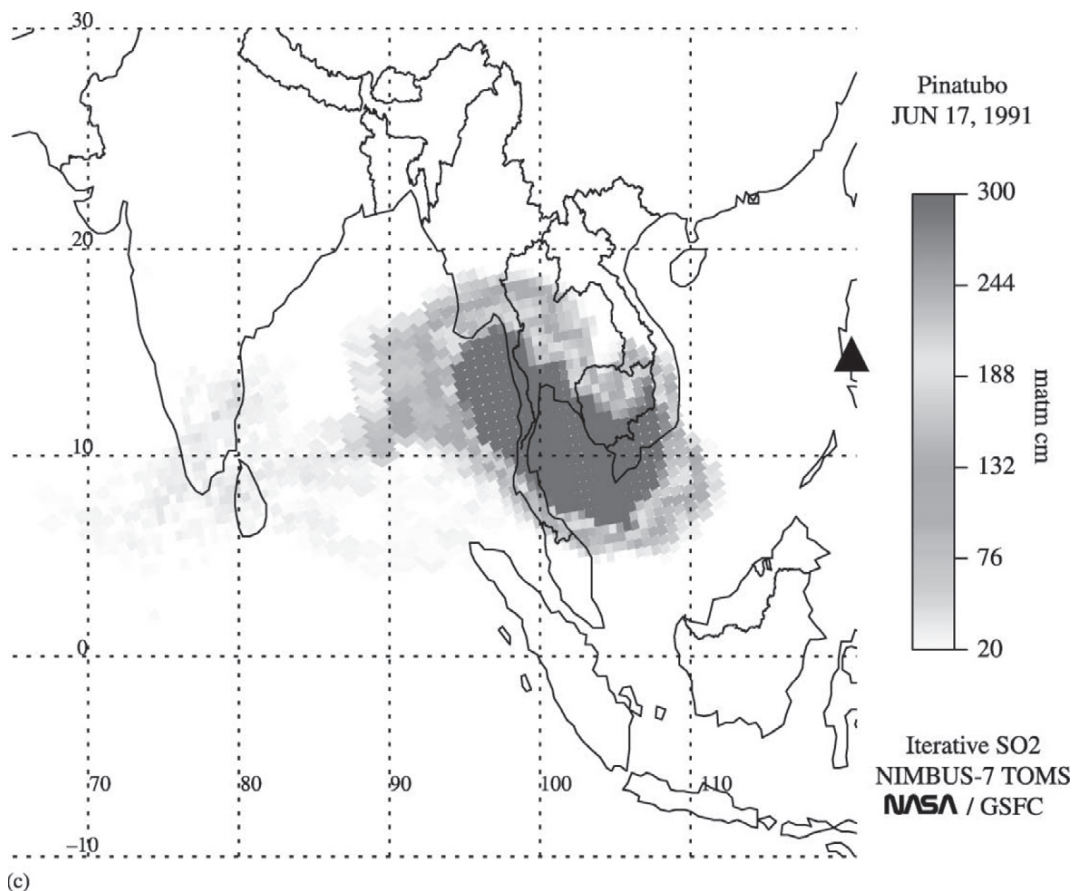 30
20
10
0
−10
70
80
90
100
110
Pinatubo
JUN 17, 1991
300
244
188
132
76
20
matm cm
Iterative SO2
NIMBUS-7 TOMS
NASA / GSFC
(c)